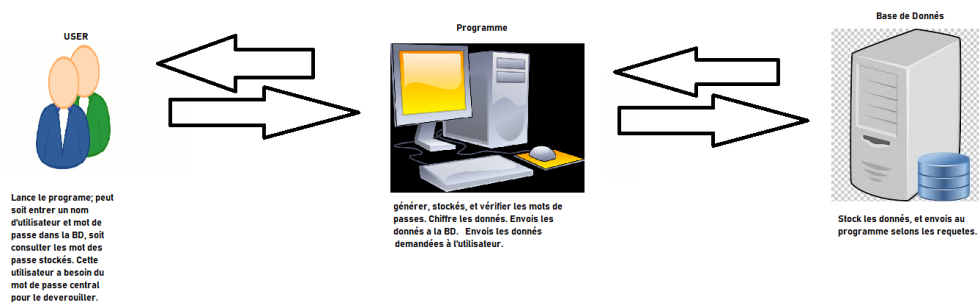 USER
Lance le programe; peut
soit entrer un nom
d'utilisateur et mot de
passe dans la BD, soit
consulter les mot des
passe stockés. Cette
utilisateur a besoin du
mot de passe central
pour le deverouiller.
Programme
générer, stockés, et vérifier les mots de
passes. Chiffre les donnés. Envois les
donnés a la BD. Envois les donnés
demandées à l'utilisateur.
Base de Donnés
Stock les donnés, et envois au
programme selons les requetes.